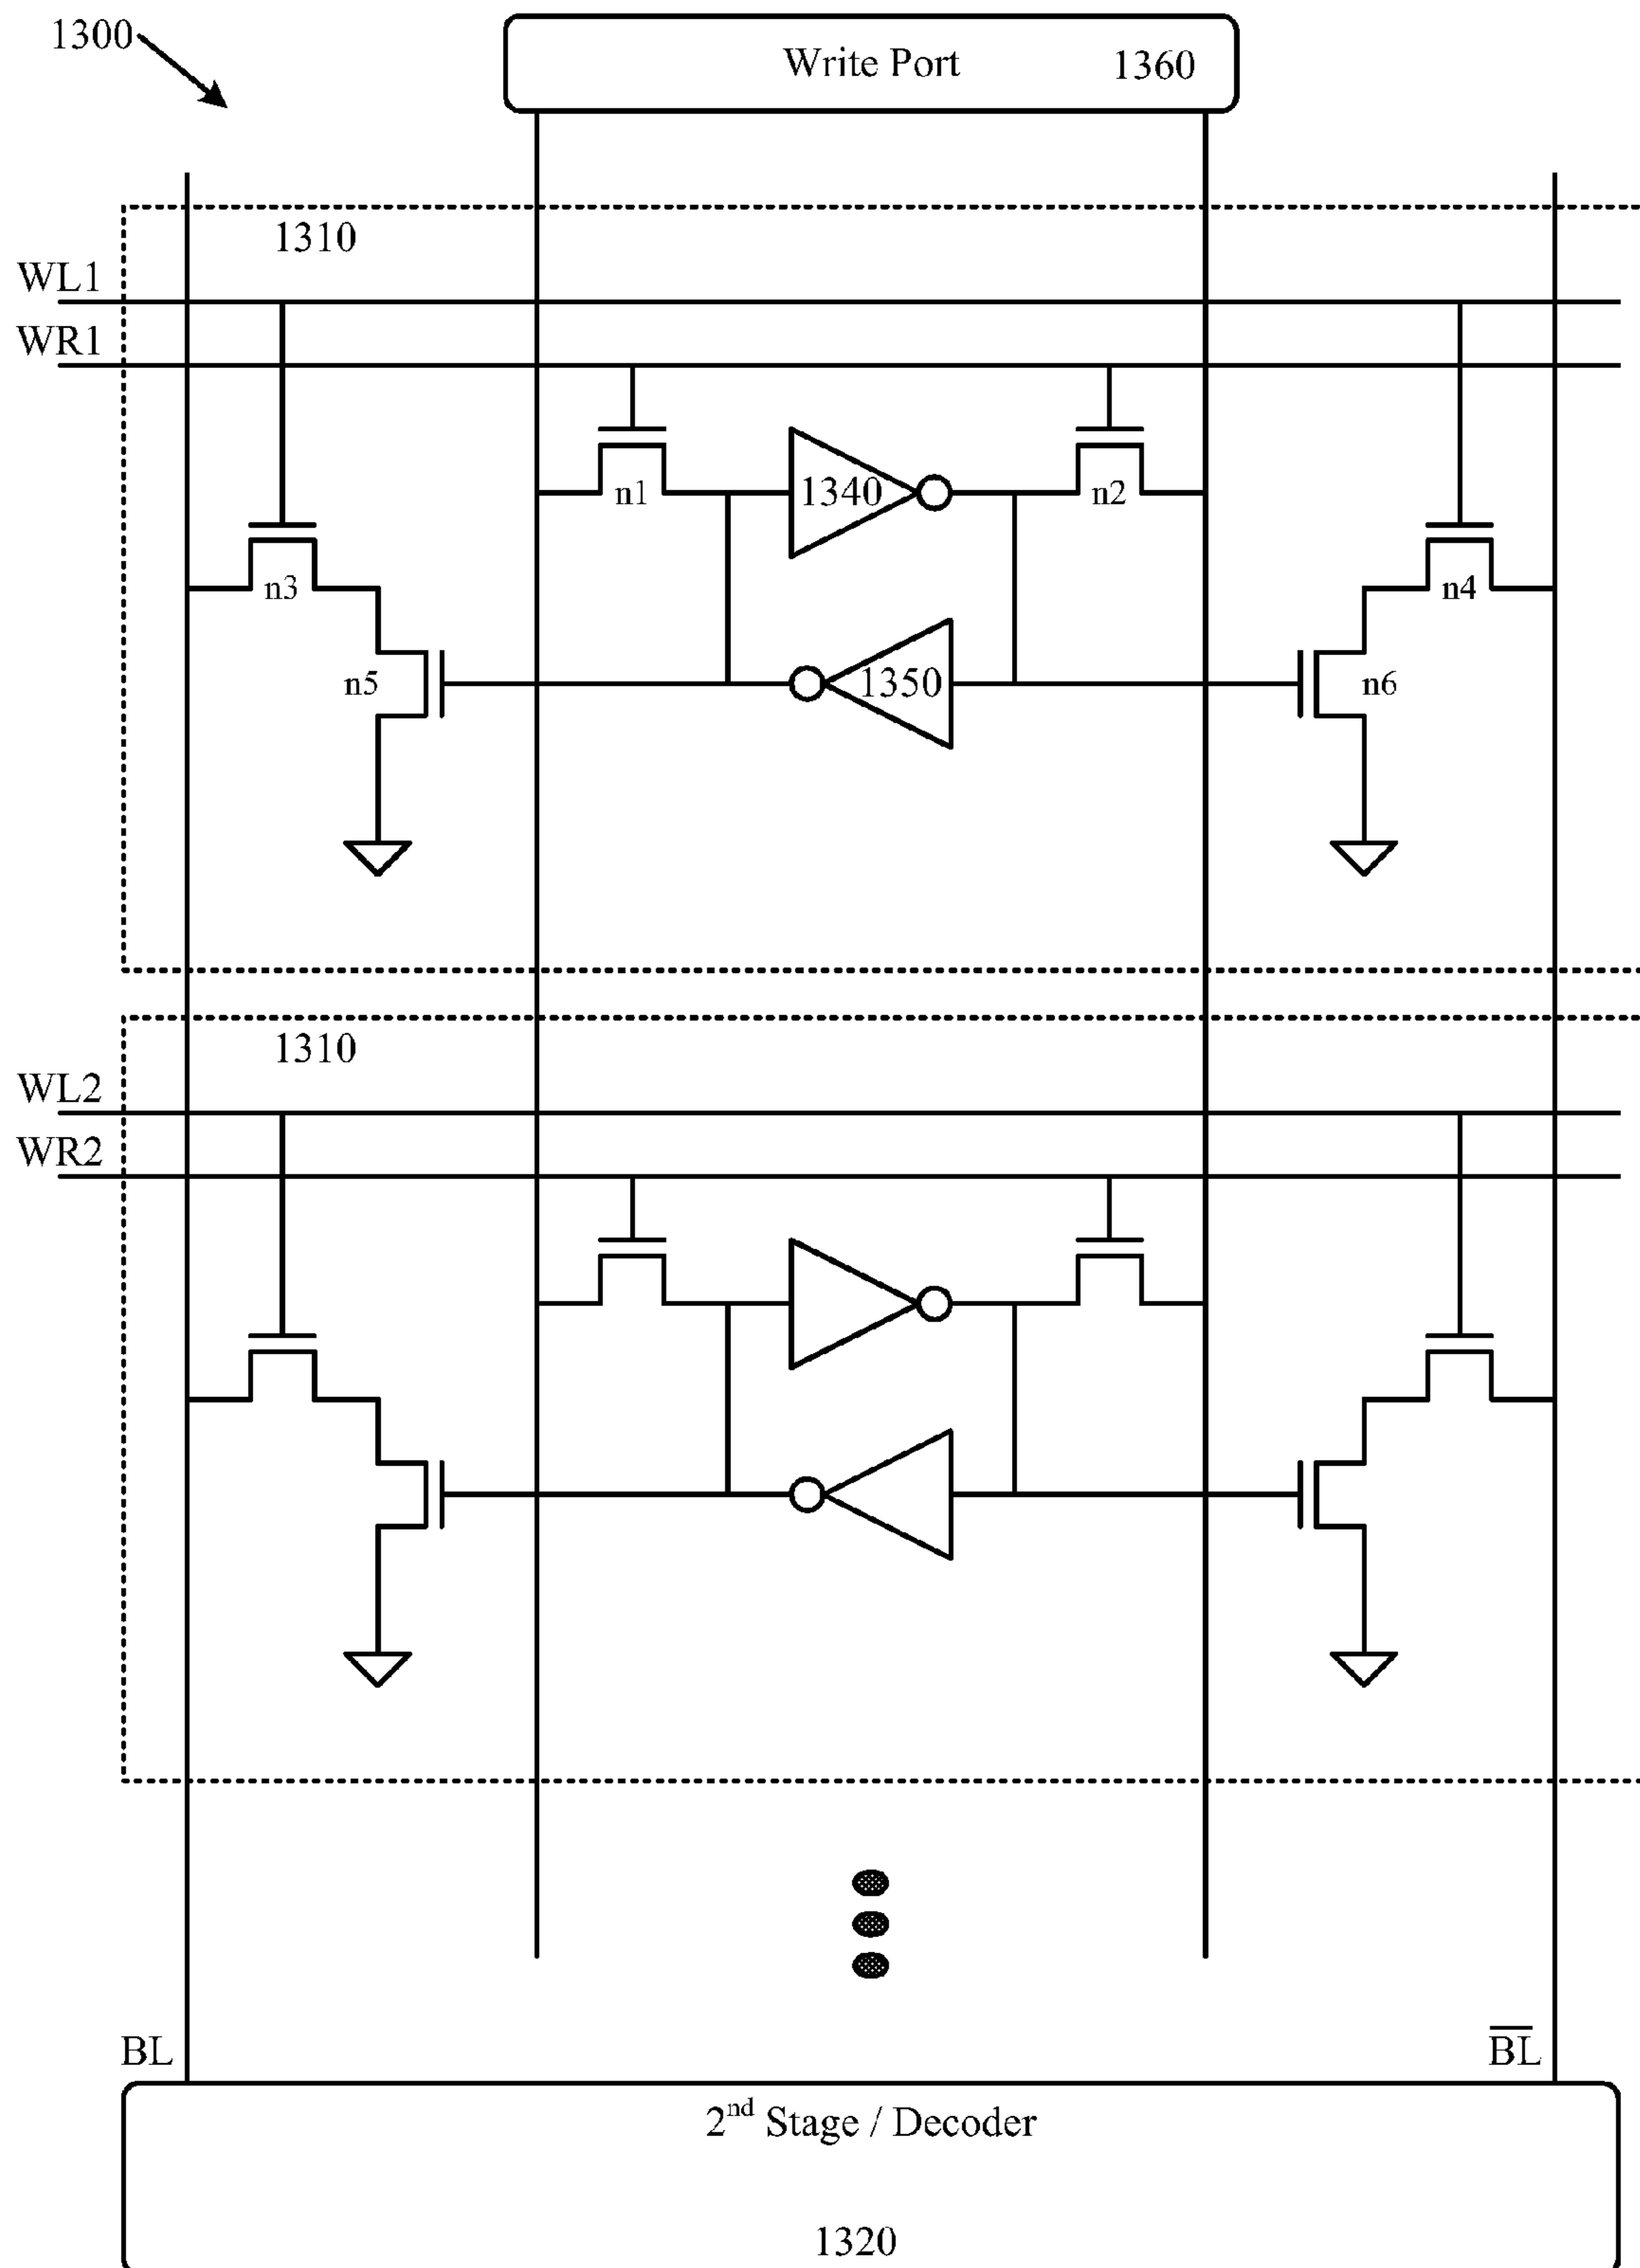 1300
Write Port 1360
1310
WL1
WR1
n1 1340 n2
n3 n4
n5 1350 n6
1310
WL2
WR2
BL B̅L̅
2nd Stage / Decoder
1320